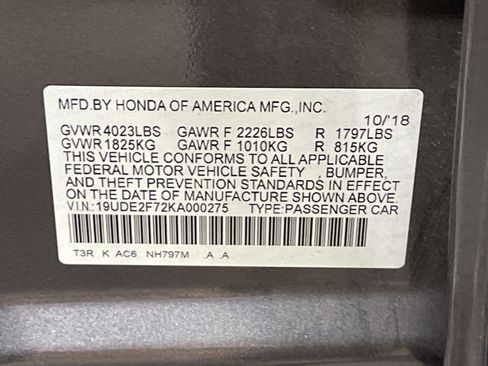 MFD.BY HONDA OF AMERICA MFG.,INC.
10/'18
GVWR 4023LBS GAWR F 2226LBS R 1797LBS
GVWR 1825KG GAWR F 1010KG R 815KG
THIS VEHICLE CONFORMS TO ALL APPLICABLE
FEDERAL MOTOR VEHICLE SAFETY , BUMPER,
AND THEFT PREVENTION STANDARDS IN EFFECT
ON THE DATE OF MANUFACTURE SHOWN ABOVE.
V.I.N.:19UDE2F72KA000275 TYPE:PASSENGER CAR
T3R K AC6 NH797M .A .A